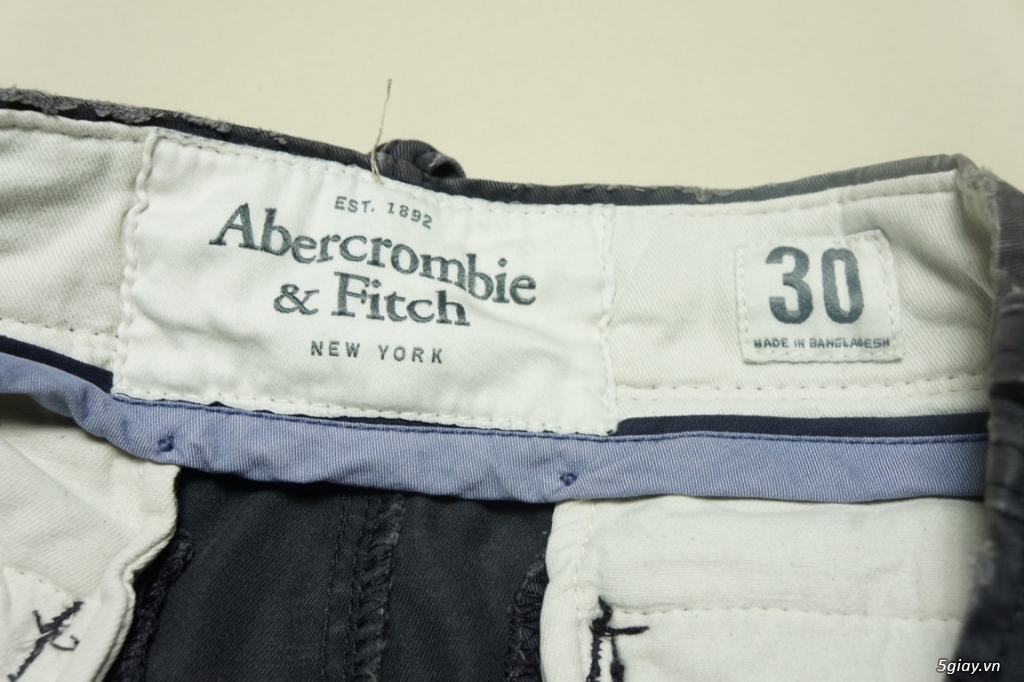 EST. 1892
Abercrombie
& Fitch
NEW YORK
30
MADE IN BANGLADESH
5giay.vn